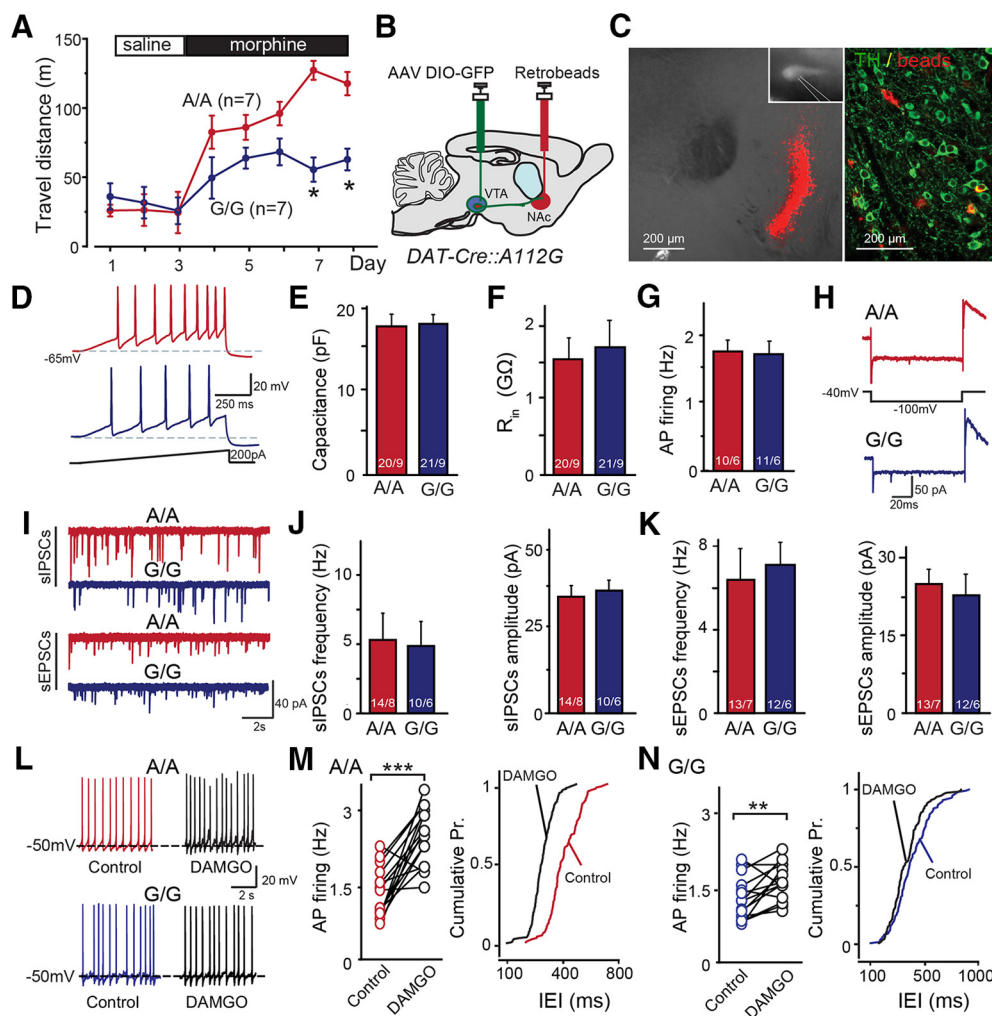 A
Travel distance (m)
150
100
50
0
saline
morphine
A/A (n=7)
G/G (n=7)
*
*
1
3
5
7
Day
B
AAV DIO-GFP
Retrobeads
VTA
NAc
DAT-Cre::A112G
C
200 µm
TH / beads
200 µm
D
-65mV
20 mV
250 ms
200pA
E
Capacitance (pF)
20
10
0
20/9
21/9
A/A
G/G
F
Rin (GΩ)
2
1
0
20/9
21/9
A/A
G/G
G
AP firing (Hz)
2
1
0
10/6
11/6
A/A
G/G
H
A/A
-40mV
-100mV
G/G
50 pA
20ms
I
sIPSCs
A/A
G/G
sEPSCs
A/A
G/G
40 pA
2s
J
sIPSCs frequency (Hz)
10
5
0
14/8
10/6
A/A
G/G
sIPSCs amplitude (pA)
50
25
0
14/8
10/6
A/A
G/G
K
sEPSCs frequency (Hz)
8
4
0
13/7
12/6
A/A
G/G
sEPSCs amplitude (pA)
30
15
0
13/7
12/6
A/A
G/G
L
A/A
-50mV
Control
DAMGO
20 mV
2 s
G/G
-50mV
Control
DAMGO
M
A/A
***
AP firing (Hz)
3
1.5
0
Control
DAMGO
Cumulative Pr.
1
0.5
0
DAMGO
Control
100
400
800
IEI (ms)
N
G/G
**
AP firing (Hz)
3
1.5
0
Control
DAMGO
Cumulative Pr.
1
0.5
0
DAMGO
Control
100
500
1000
IEI (ms)